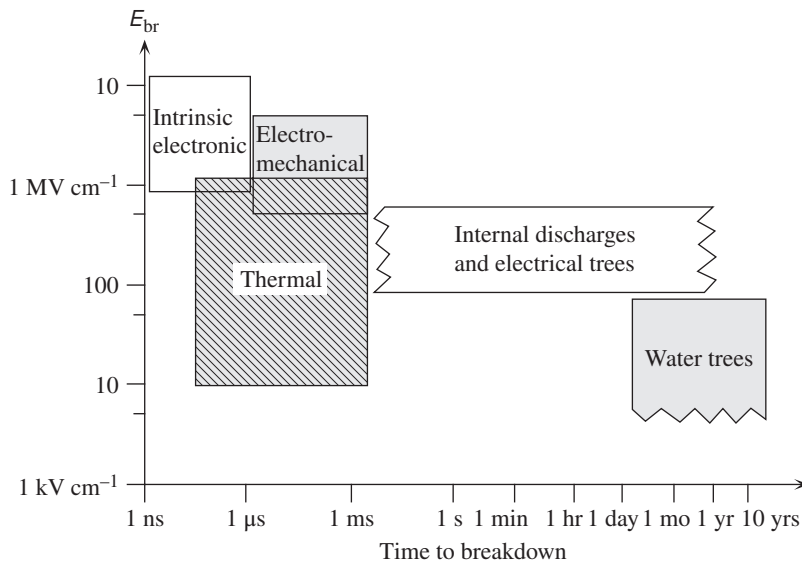 E_br
10
Intrinsic
electronic
Electro-
mechanical
1 MV cm⁻¹
Internal discharges
and electrical trees
Thermal
100
Water trees
10
1 kV cm⁻¹
1 ns
1 μs
1 ms
1 s
1 min
1 hr
1 day
1 mo
1 yr
10 yrs
Time to breakdown